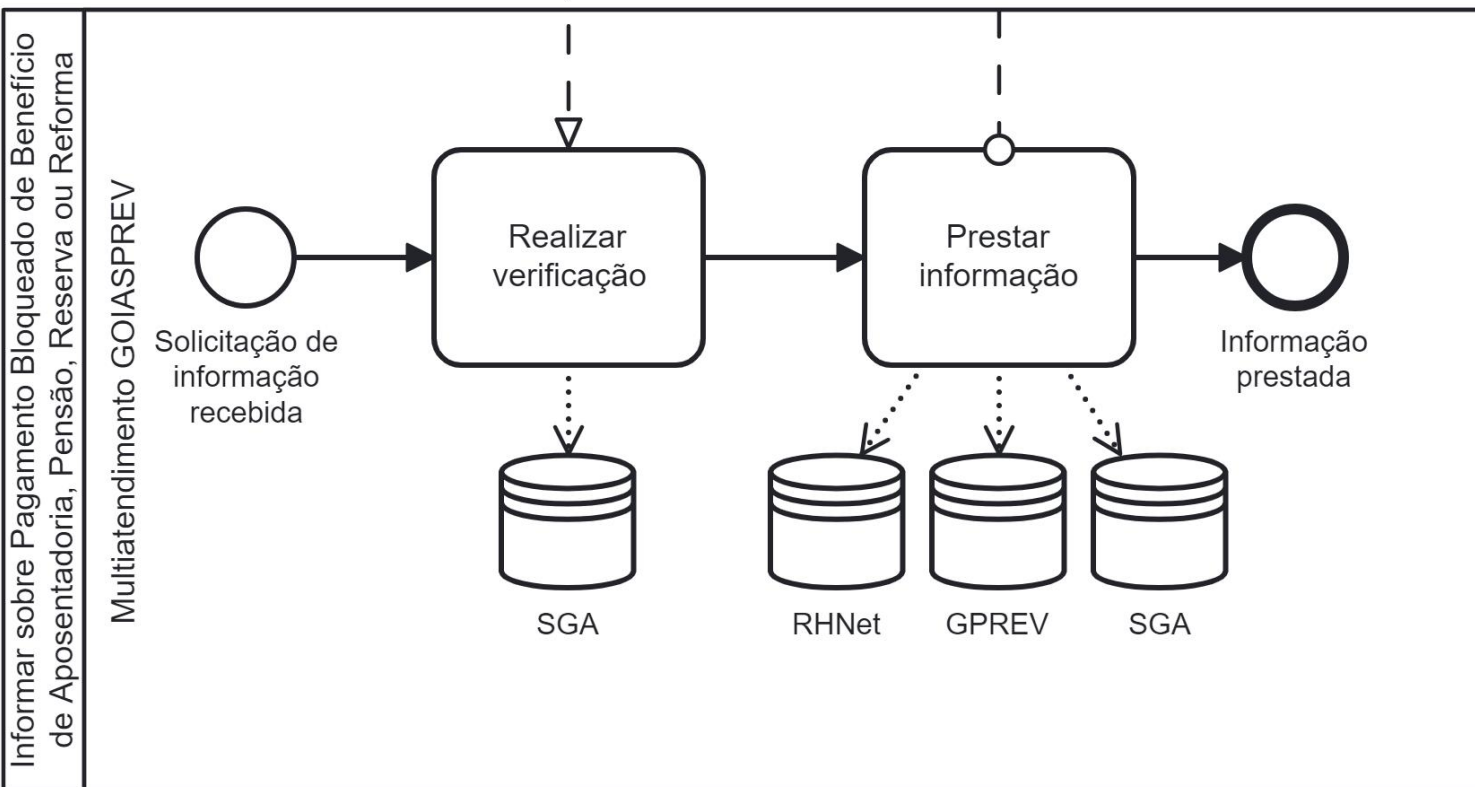 Informar sobre Pagamento Bloqueado de Benefício
de Aposentadoria, Pensão, Reserva ou Reforma
Multiatendimento GOIASPREV
Solicitação de
informação
recebida
Realizar
verificação
SGA
Prestar
informação
RHNet
GPREV
SGA
Informação
prestada